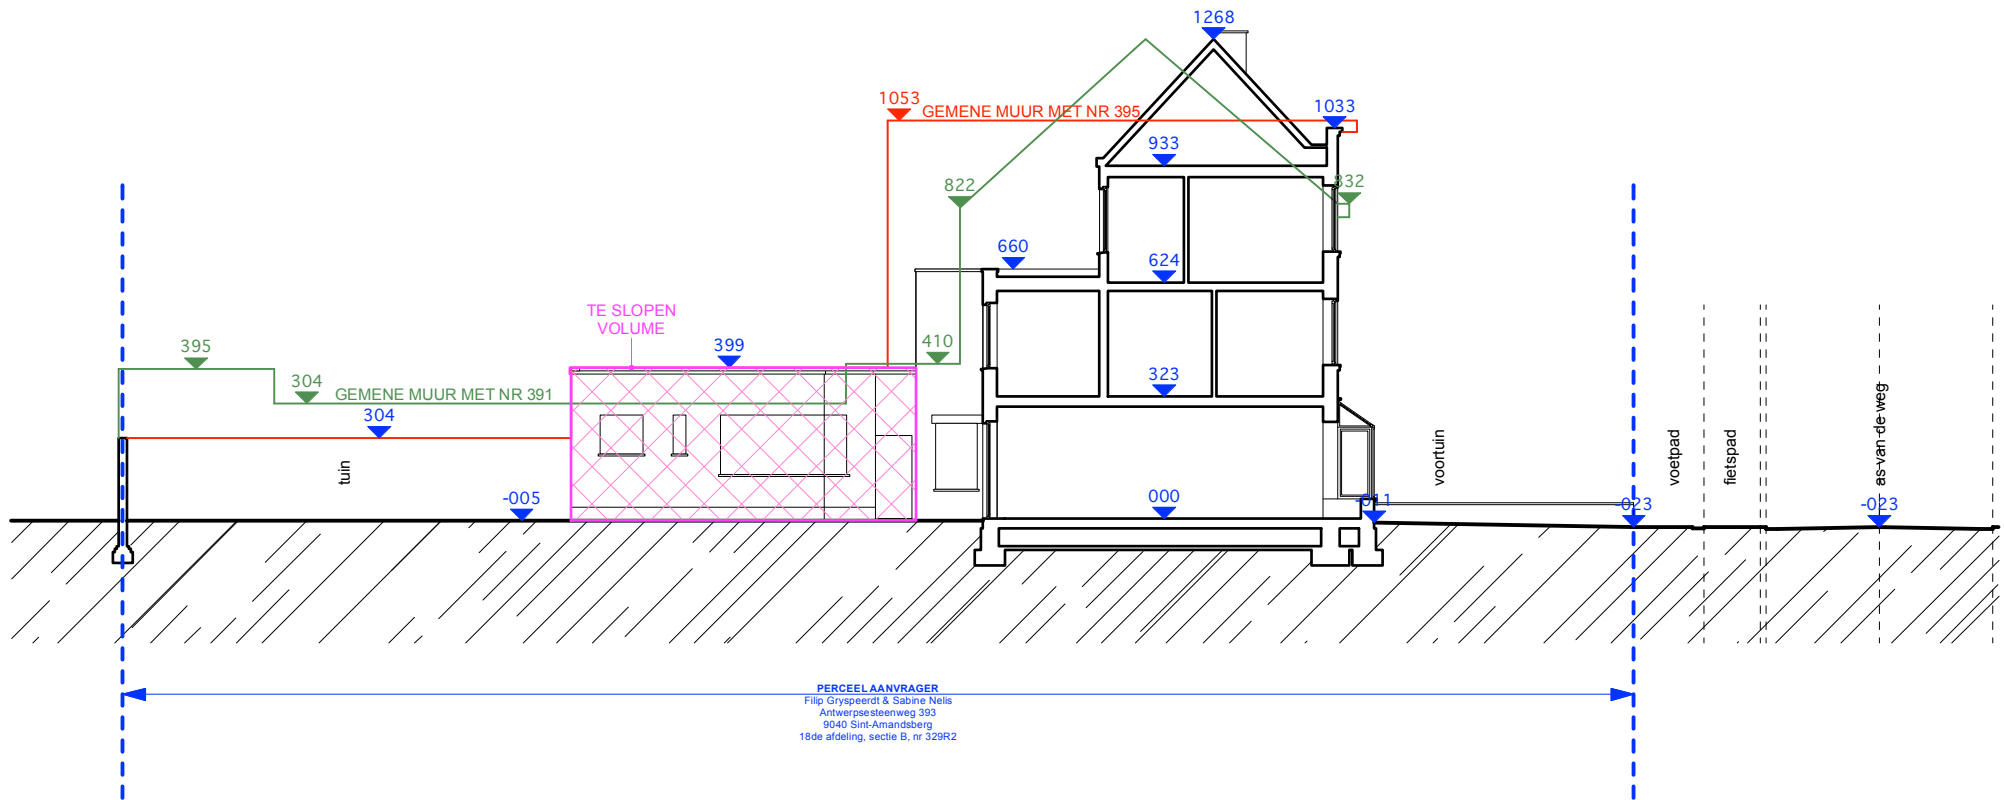 1268
1053
GEMENE MUUR MET NR 395
1033
933
822
832
660
624
TE SLOPEN
VOLUME
395
399
410
304
GEMENE MUUR MET NR 391
323
304
tuin
-005
000
-011
voortuin
-023
voetpad
fietspad
as van de weg
-023
PERCEEL AANVRAGER
Filip Gryspeerdt & Sabine Nelis
Antwerpsesteenweg 393
9040 Sint-Amandsberg
18de afdeling, sectie B, nr 329R2